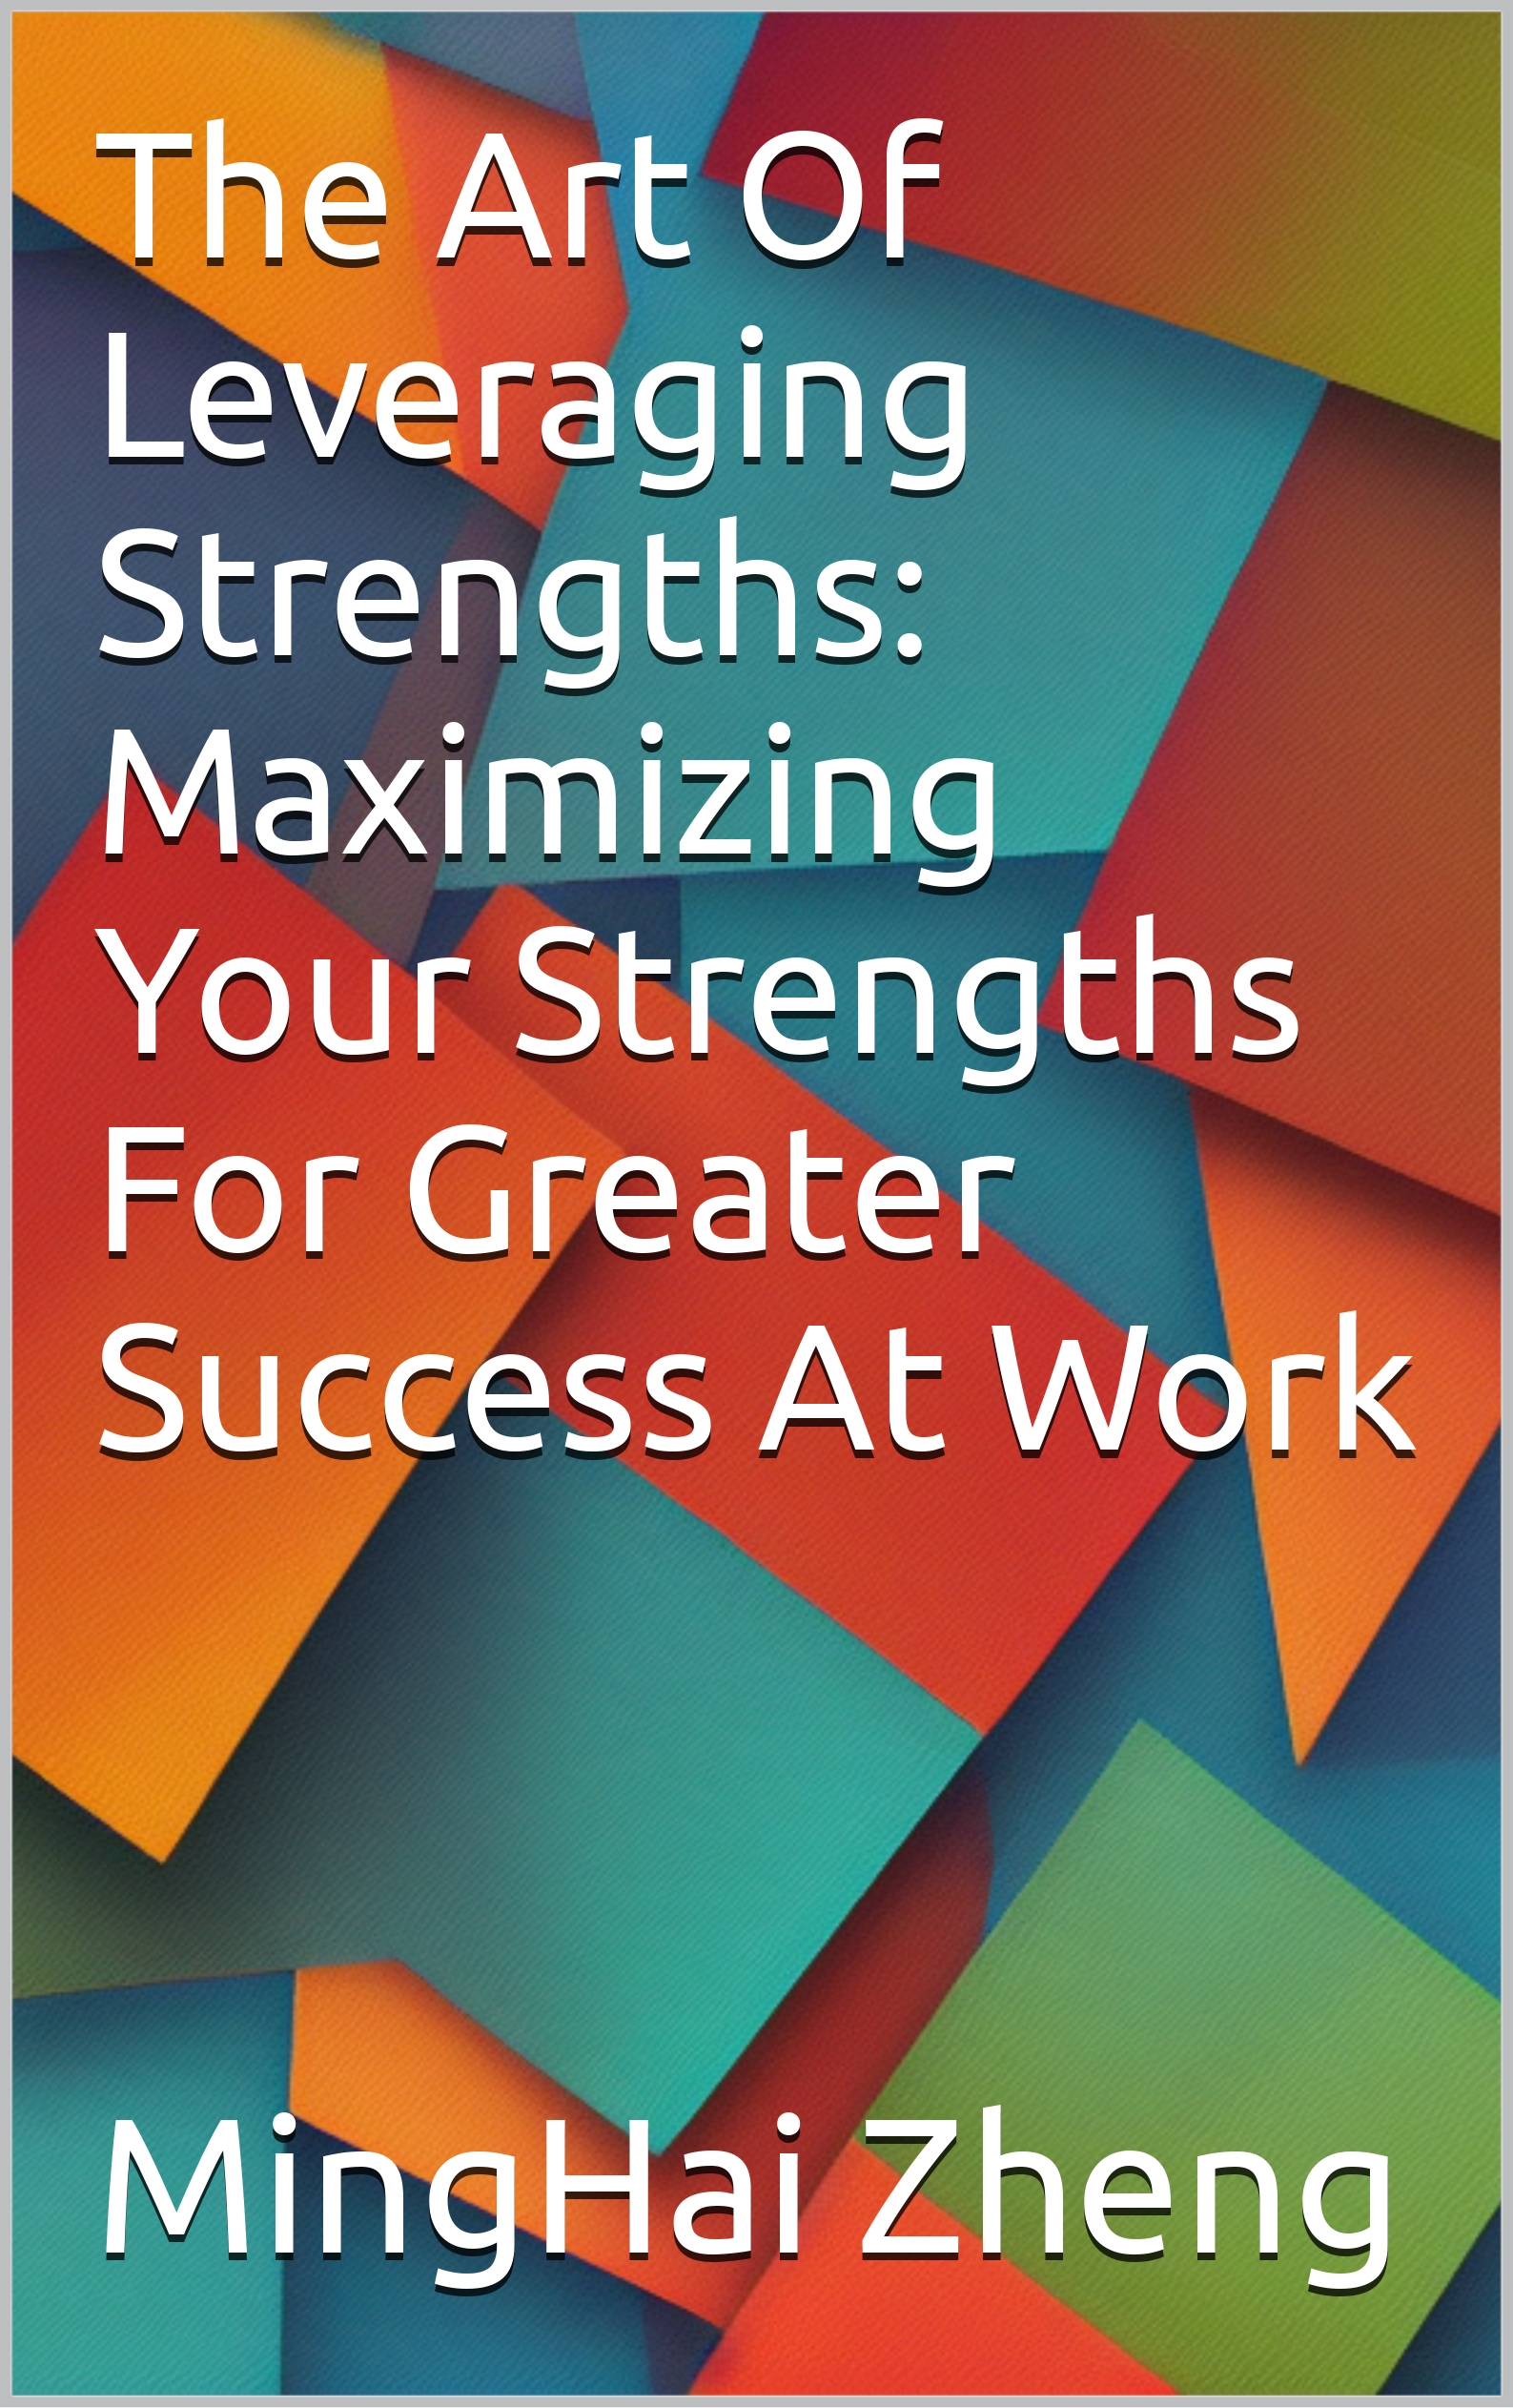 The Art Of
Leveraging
Strengths:
Maximizing
Your Strengths
For Greater
Success At Work
MingHai Zheng